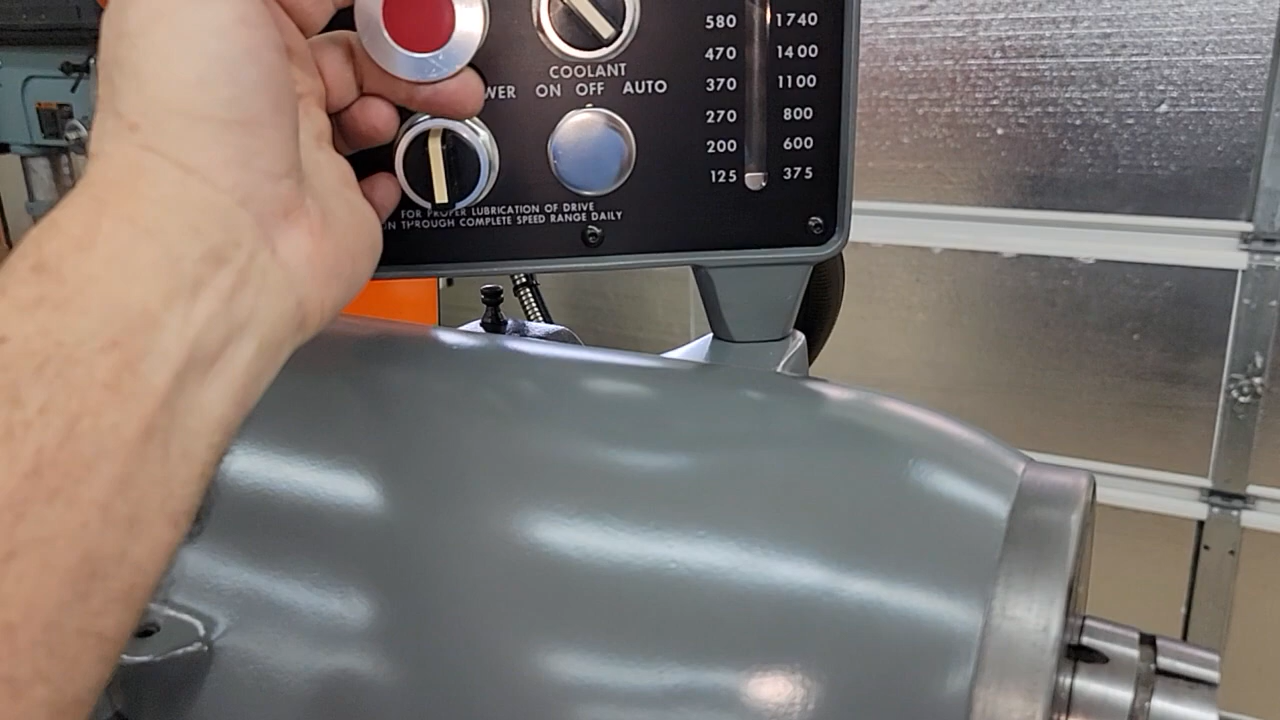 580 1740
COOLANT
470 1400
ON OFF AUTO
370 1100
270 800
200 600
125 375
FOR PROPER LUBRICATION OF DRIVE
THROUGH COMPLETE SPEED RANGE DAILY